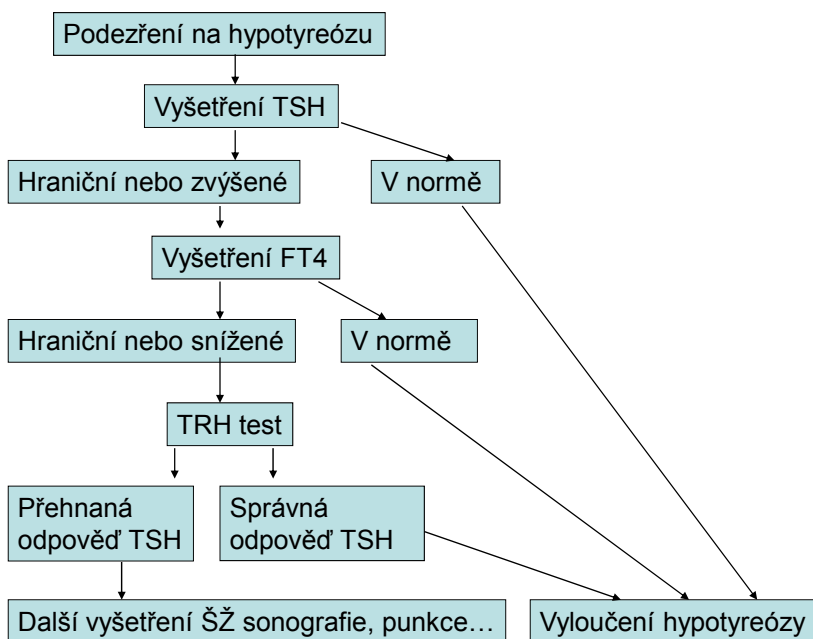 Podezření na hypotyreózu
Vyšetření TSH
Hraniční nebo zvýšené
V normě
Vyšetření FT4
Hraniční nebo snížené
V normě
TRH test
Přehnaná
odpověď TSH
Správná
odpověď TSH
Další vyšetření ŠŽ sonografie, punkce…
Vyloučení hypotyreózy